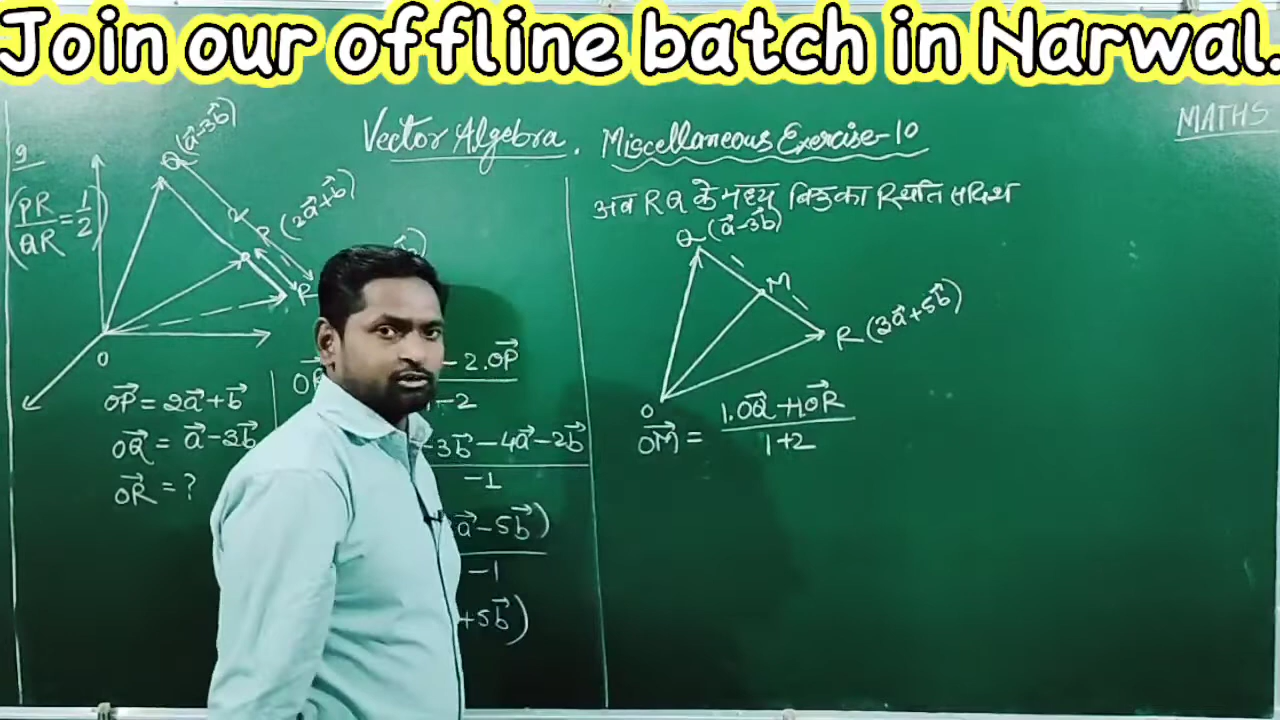 Join our offline batch in Narwal.
MATHS
Vector Algebra. Miscellaneous Exercise-10
9
(PR/QR = 1/2)
Q (a⃗-3b⃗)
2
P (2a⃗+b⃗)
R
O
OP⃗ = 2a⃗+b⃗
OQ⃗ = a⃗-3b⃗
OR⃗ = ?
- 2.OP⃗
1-2
-3b⃗ - 4a⃗ - 2b⃗
-1
a⃗-5b⃗)
-1
+5b⃗)
अब RQ के मध्य बिन्दु का स्थिति सदिश
Q (a⃗-3b⃗)
M
R (3a⃗+5b⃗)
O
OM⃗ = 1.OQ⃗ +1.OR⃗
1+2